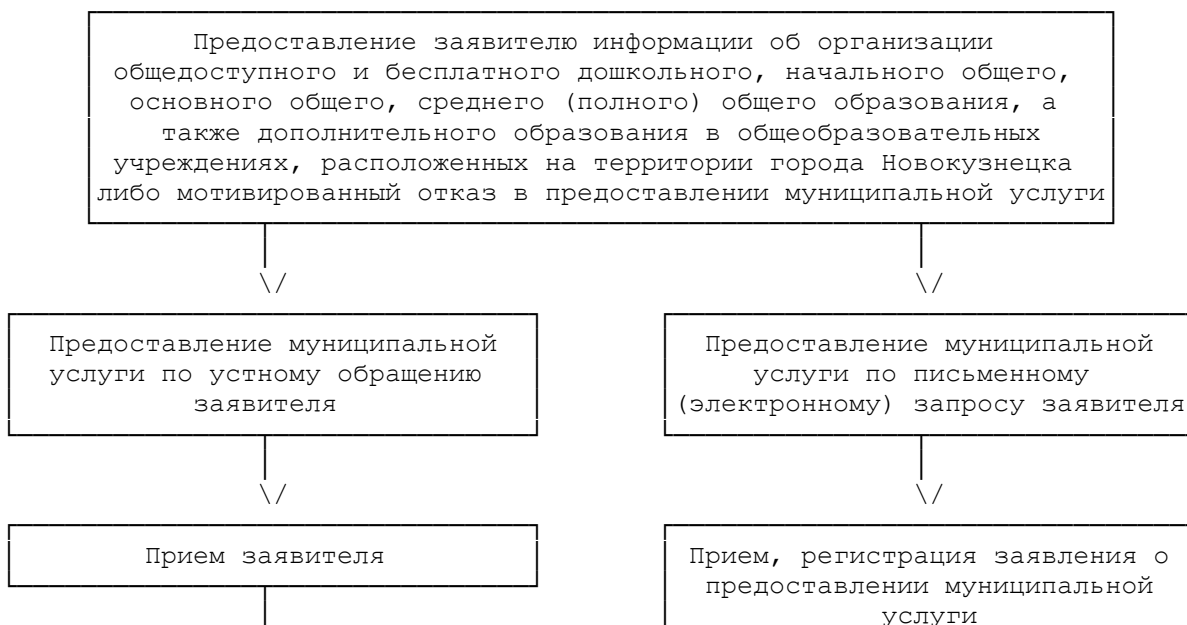 Предоставление заявителю информации об организации
общедоступного и бесплатного дошкольного, начального общего,
основного общего, среднего (полного) общего образования, а
также дополнительного образования в общеобразовательных
учреждениях, расположенных на территории города Новокузнецка
либо мотивированный отказ в предоставлении муниципальной услуги
Предоставление муниципальной
услуги по устному обращению
заявителя
Предоставление муниципальной
услуги по письменному
(электронному) запросу заявителя
Прием заявителя
Прием, регистрация заявления о
предоставлении муниципальной
услуги